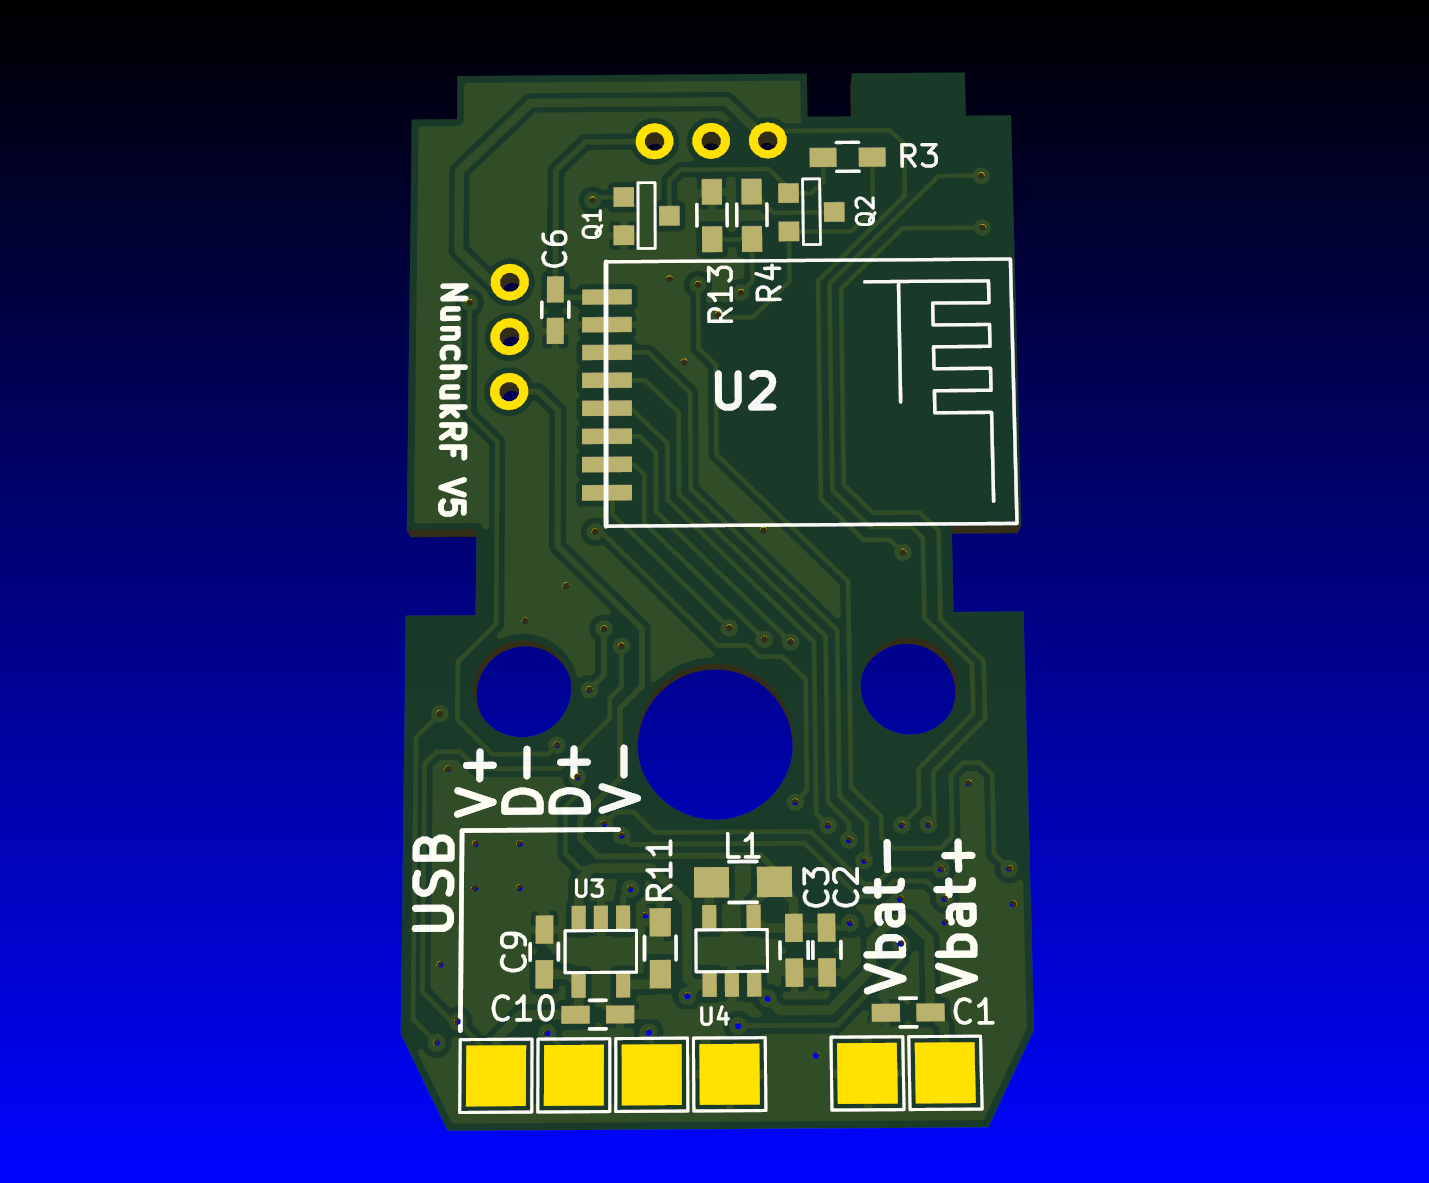 R3
Q1
Q2
C6
R13
R4
NunchukRF V5
U2
V+
D-
D+
V-
USB
L1
R11
U3
C3
C2
Vbat-
Vbat+
C9
C10
U4
C1